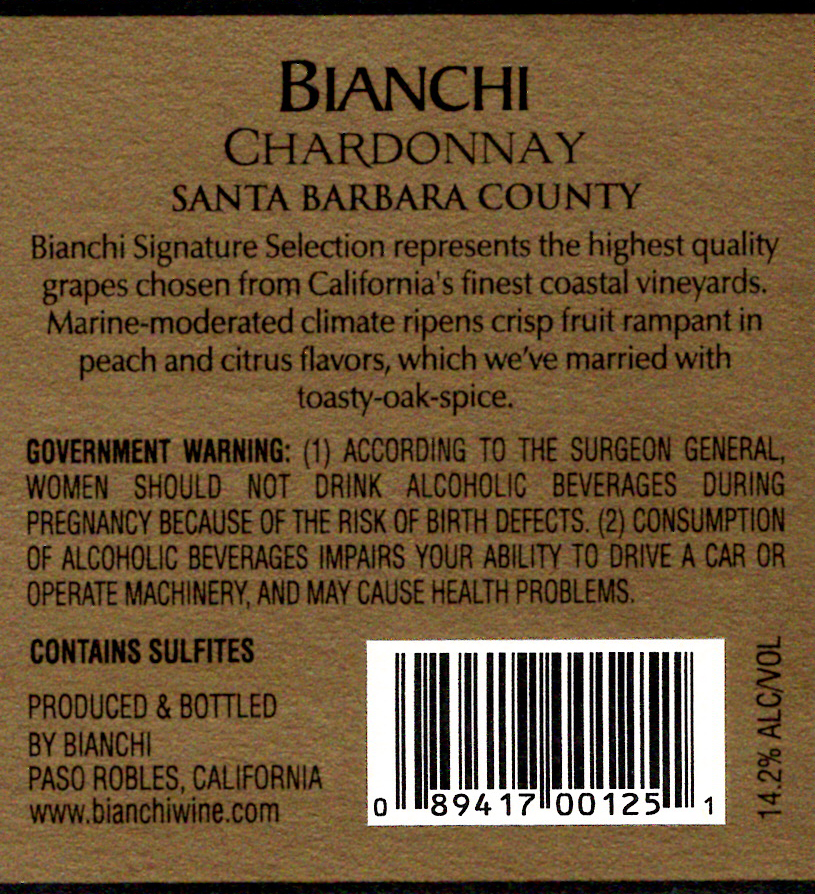 BIANCHI
CHARDONNAY
SANTA BARBARA COUNTY
Bianchi Signature Selection represents the highest quality
grapes chosen from California's finest coastal vineyards.
Marine-moderated climate ripens crisp fruit rampant in
peach and citrus flavors, which we've married with
toasty-oak-spice.
GOVERNMENT WARNING: (1) ACCORDING TO THE SURGEON GENERAL,
WOMEN SHOULD NOT DRINK ALCOHOLIC BEVERAGES DURING
PREGNANCY BECAUSE OF THE RISK OF BIRTH DEFECTS. (2) CONSUMPTION
OF ALCOHOLIC BEVERAGES IMPAIRS YOUR ABILITY TO DRIVE A CAR OR
OPERATE MACHINERY, AND MAY CAUSE HEALTH PROBLEMS.
CONTAINS SULFITES
PRODUCED & BOTTLED
BY BIANCHI
PASO ROBLES, CALIFORNIA
www.bianchiwine.com
0 89417 00125 1
14.2% ALC/VOL